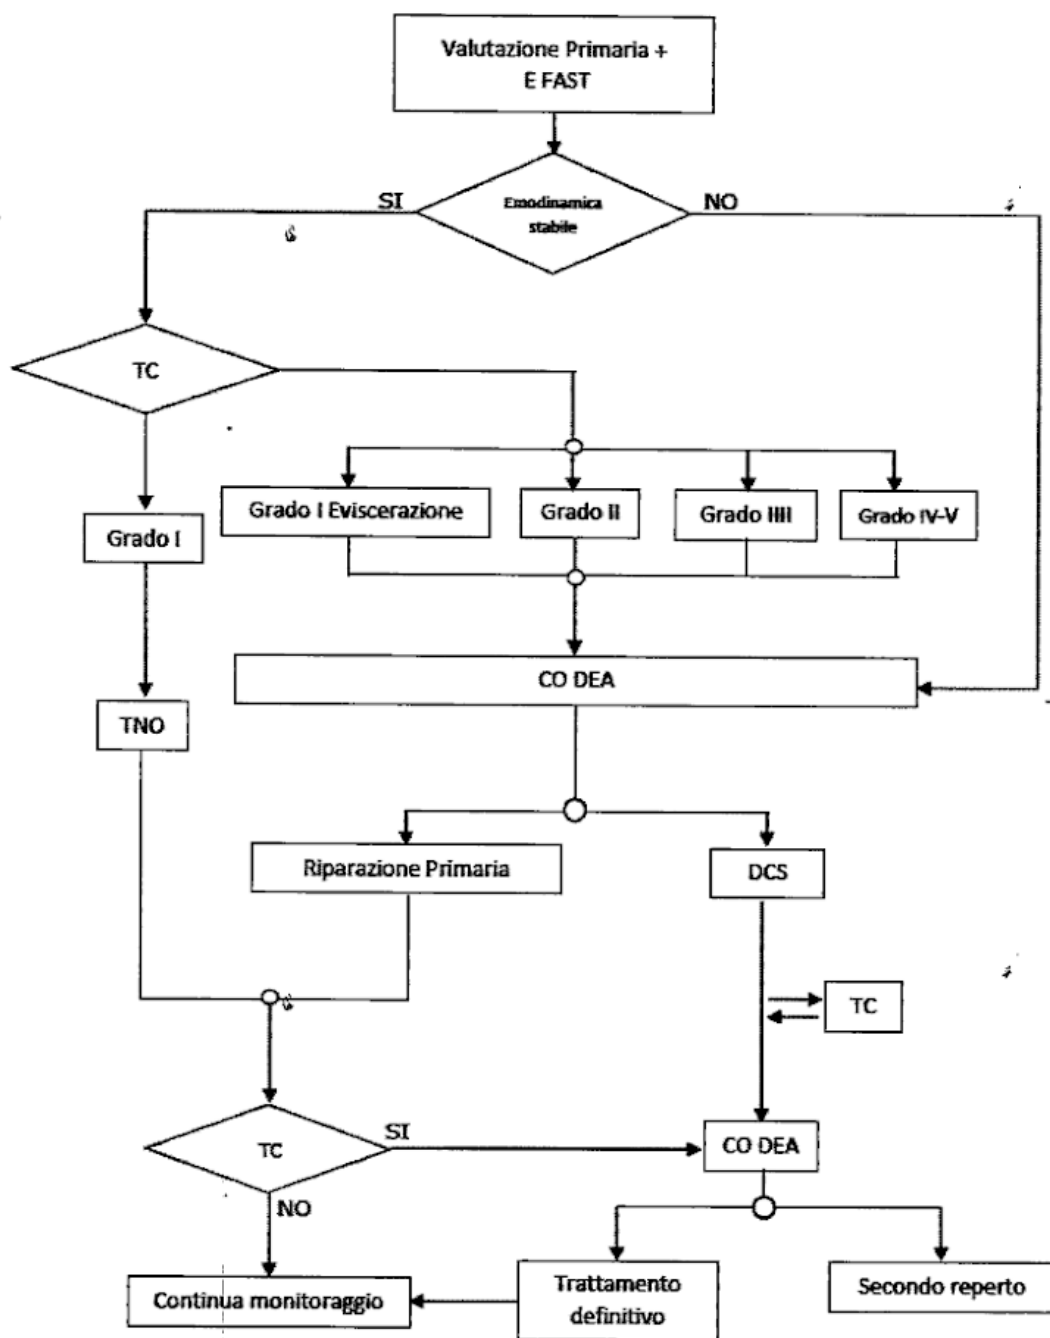 Valutazione Primaria +
E FAST
SI
Emodinamica
stabile
NO
TC
Grado I
Grado I Eviscerazione
Grado II
Grado IIII
Grado IV-V
CO DEA
TNO
Riparazione Primaria
DCS
TC
TC
SI
NO
CO DEA
Continua monitoraggio
Trattamento
definitivo
Secondo reperto